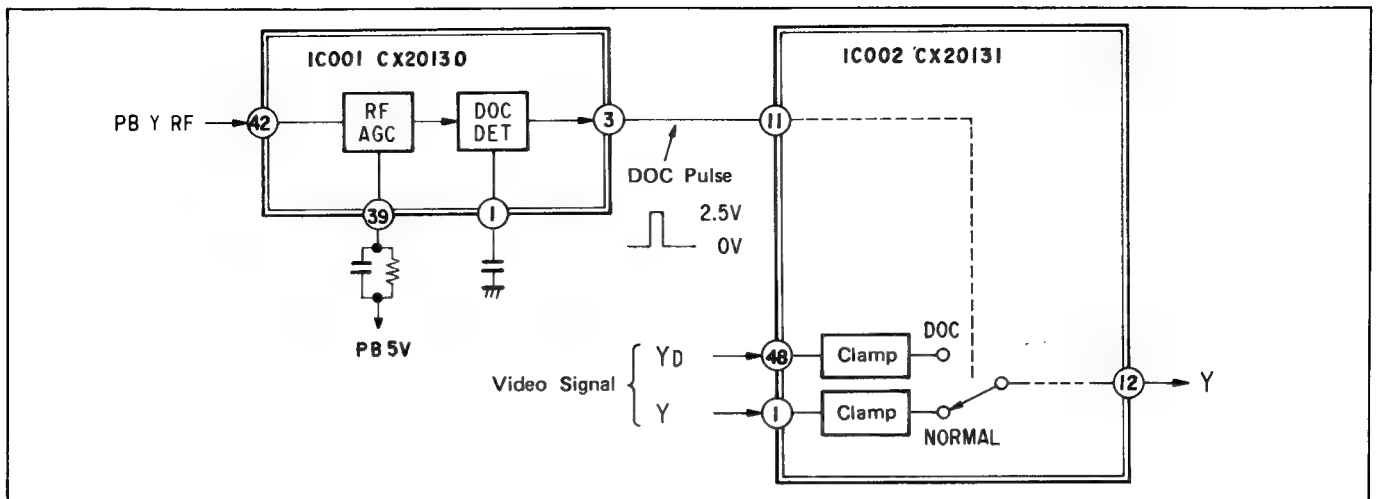 IC001 CX20130
IC002 CX20131
PB Y RF
42
RF
AGC
DOC
DET
3
11
39
1
DOC Pulse
2.5V
0V
PB 5V
Video Signal
YD
48
Clamp
DOC
Y
1
Clamp
NORMAL
12
Y